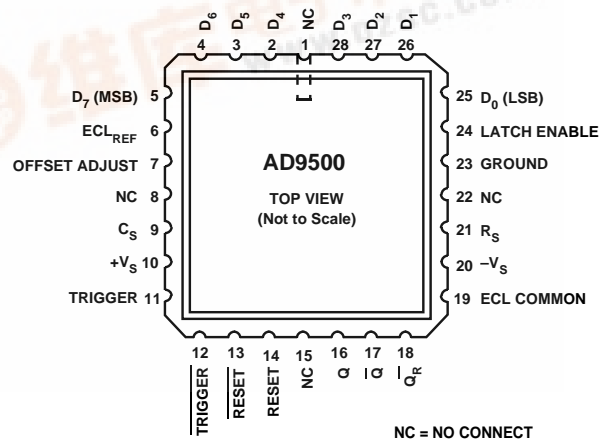 D6 D5 D4 NC D3 D2 D1
4 3 2 1 28 27 26
D7 (MSB) 5
ECLREF 6
OFFSET ADJUST 7
NC 8
CS 9
+VS 10
TRIGGER 11
AD9500
TOP VIEW
(Not to Scale)
25 D0 (LSB)
24 LATCH ENABLE
23 GROUND
22 NC
21 RS
20 –VS
19 ECL COMMON
12 13 14 15 16 17 18
TRIGGER RESET RESET NC Q Q QR
NC = NO CONNECT